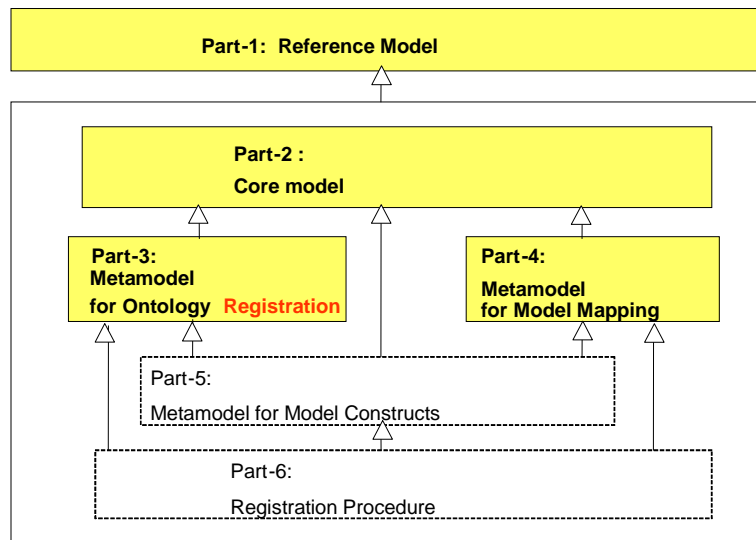 Part-1: Reference Model
Part-2 :
Core model
Part-3:
Metamodel
for Ontology Registration
Part-4:
Metamodel
for Model Mapping
Part-5:
Metamodel for Model Constructs
Part-6:
Registration Procedure